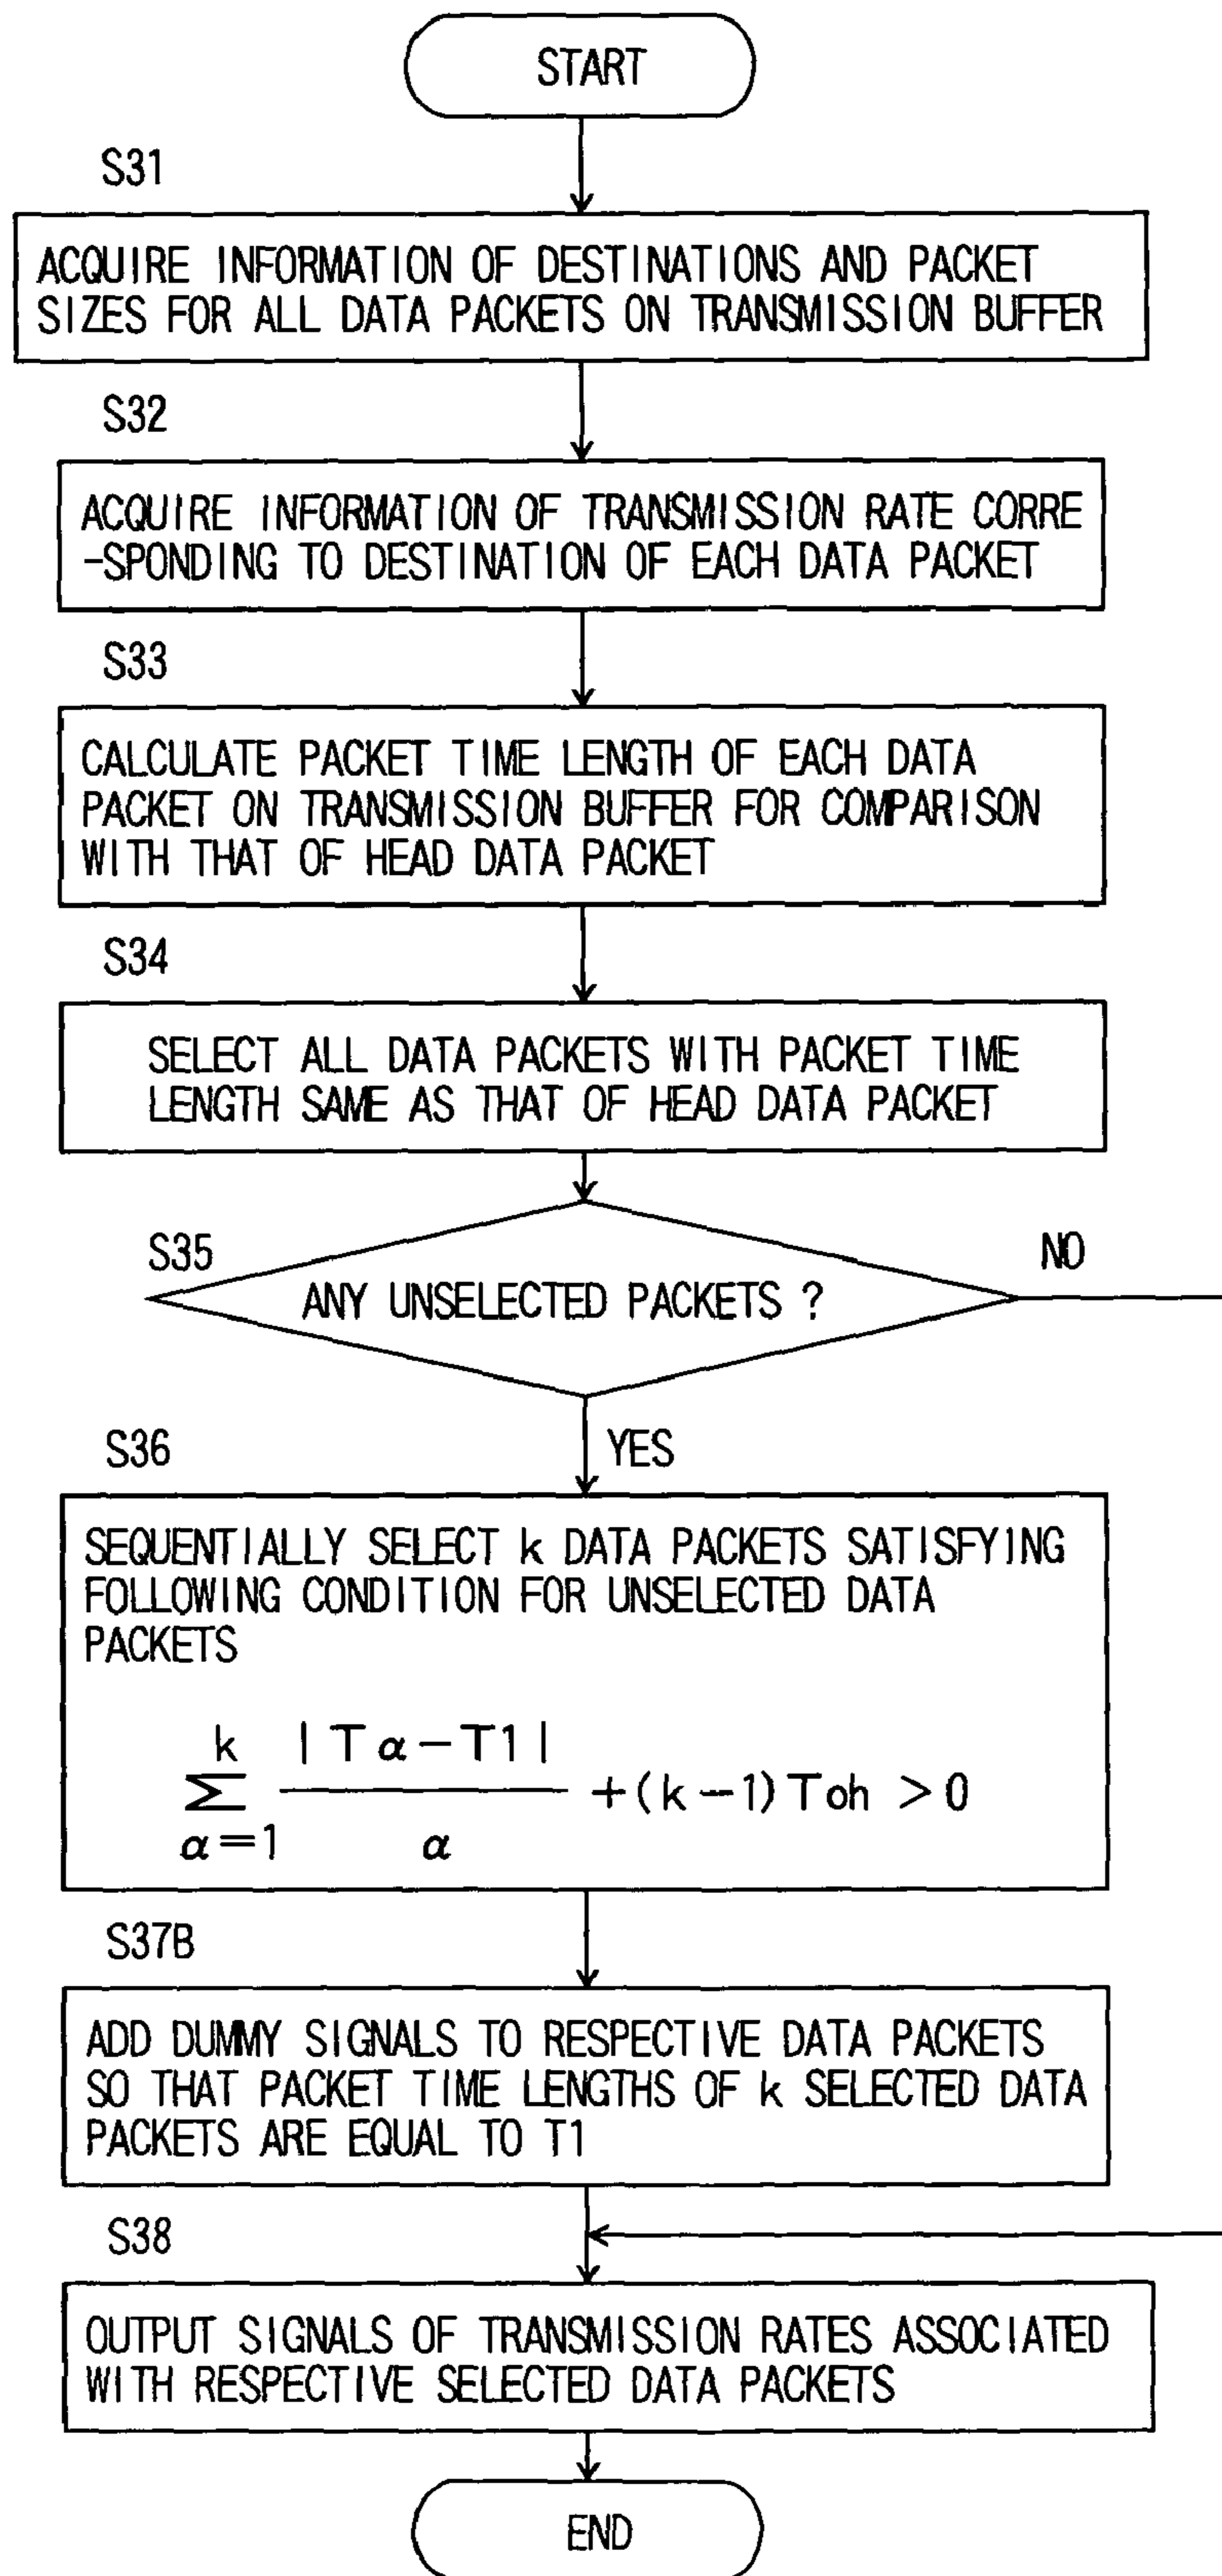 START
S31
ACQUIRE INFORMATION OF DESTINATIONS AND PACKET
SIZES FOR ALL DATA PACKETS ON TRANSMISSION BUFFER
S32
ACQUIRE INFORMATION OF TRANSMISSION RATE CORRE
-SPONDING TO DESTINATION OF EACH DATA PACKET
S33
CALCULATE PACKET TIME LENGTH OF EACH DATA
PACKET ON TRANSMISSION BUFFER FOR COMPARISON
WITH THAT OF HEAD DATA PACKET
S34
SELECT ALL DATA PACKETS WITH PACKET TIME
LENGTH SAME AS THAT OF HEAD DATA PACKET
S35
NO
ANY UNSELECTED PACKETS ?
S36
YES
SEQUENTIALLY SELECT k DATA PACKETS SATISFYING
FOLLOWING CONDITION FOR UNSELECTED DATA
PACKETS
k |Tα-T1|
Σ +(k-1)Toh >0
α=1 α
S37B
ADD DUMMY SIGNALS TO RESPECTIVE DATA PACKETS
SO THAT PACKET TIME LENGTHS OF k SELECTED DATA
PACKETS ARE EQUAL TO T1
S38
OUTPUT SIGNALS OF TRANSMISSION RATES ASSOCIATED
WITH RESPECTIVE SELECTED DATA PACKETS
END